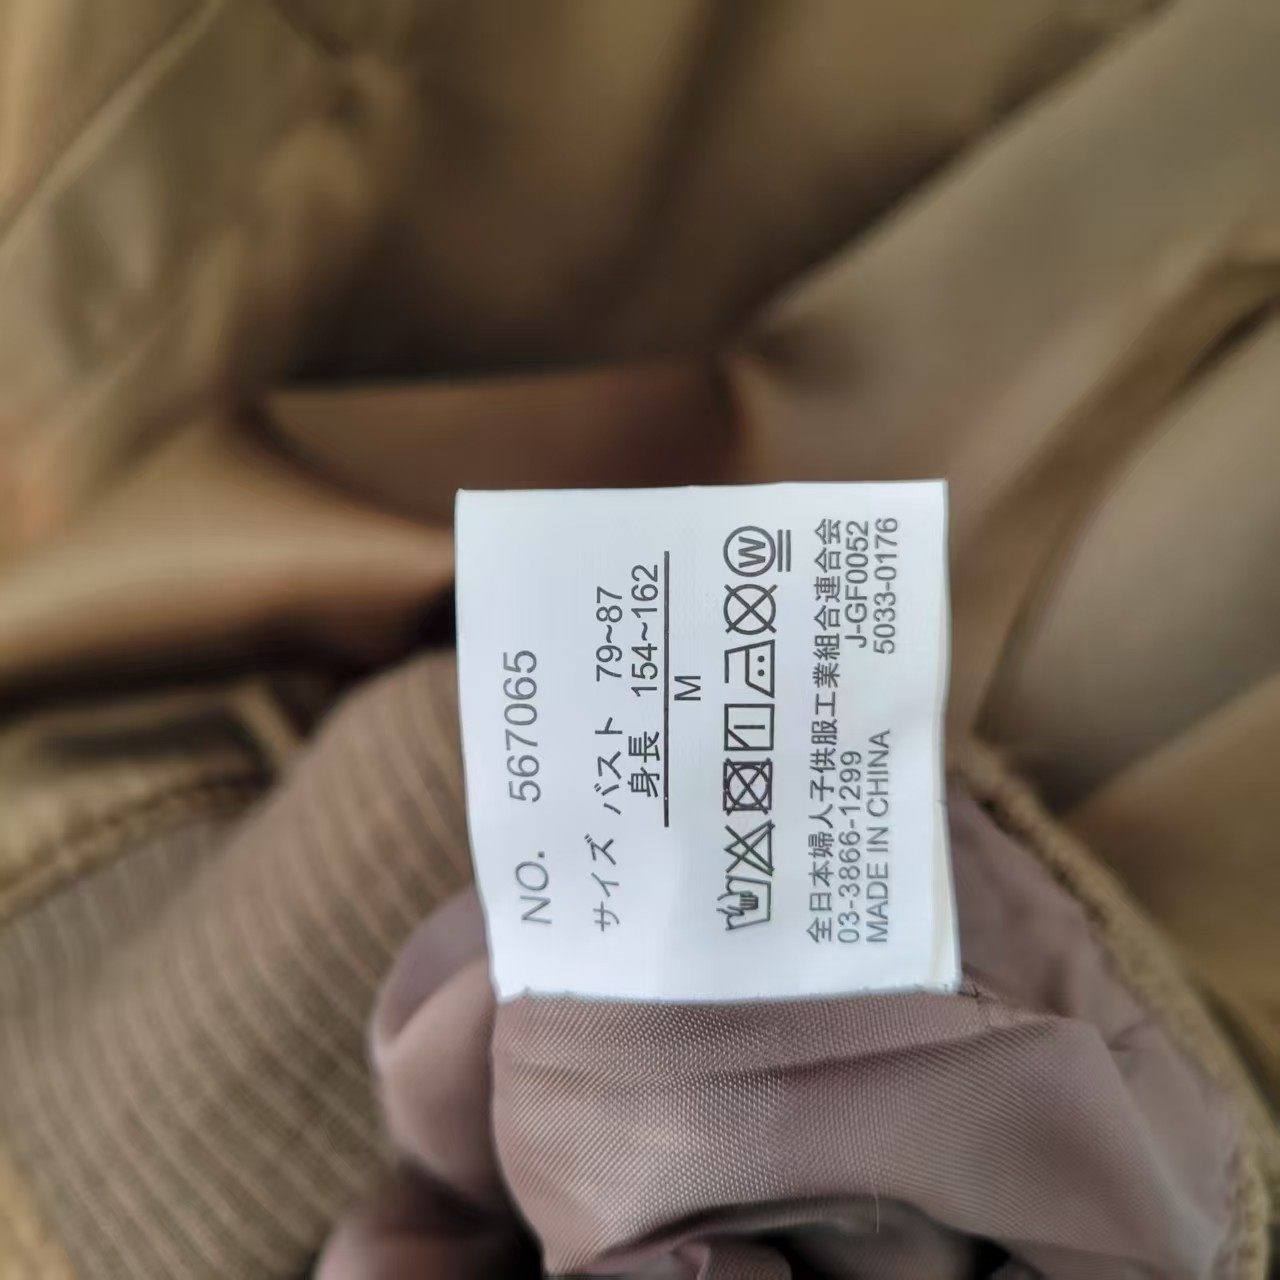 NO. 567065
サイズ バスト 79~87
身長 154~162
M
W
全日本婦人子供服工業組合連合会
03-3866-1299 J-GF0052
MADE IN CHINA 5033-0176